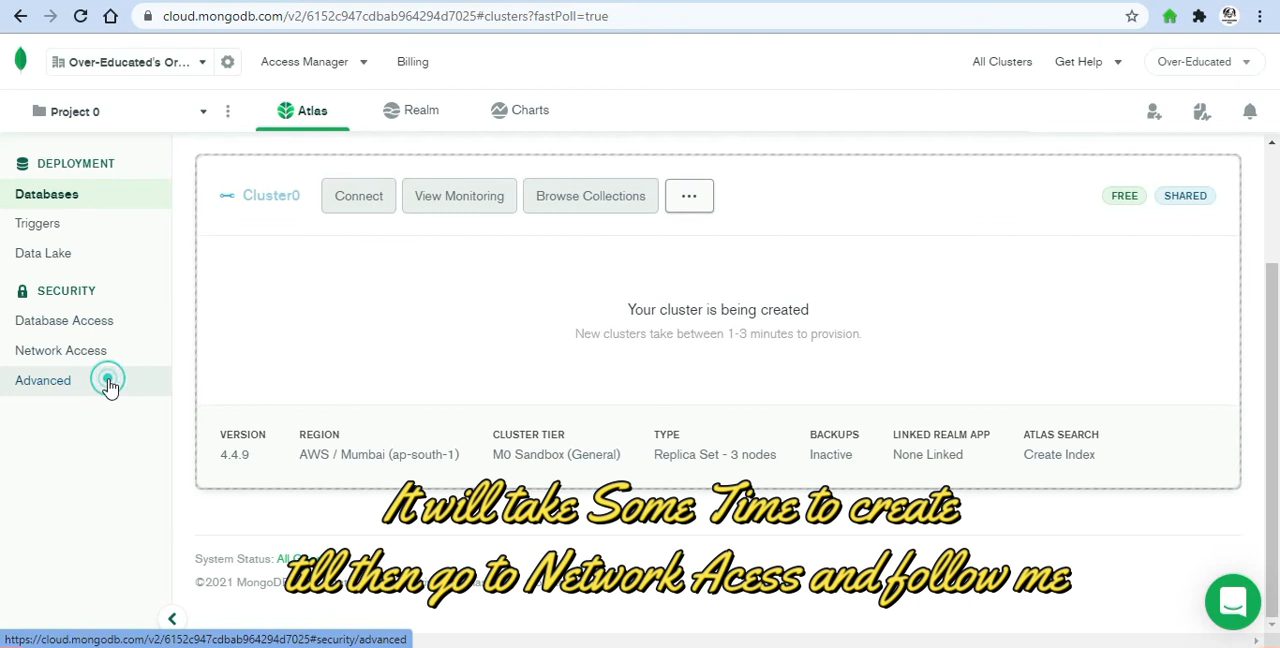 cloud.mongodb.com/v2/6152c947cdbab964294d7025#clusters?fastPoll=true
Over-Educated's Or...
Access Manager
Billing
All Clusters
Get Help
Over-Educated
Project 0
Atlas
Realm
Charts
DEPLOYMENT
Databases
Triggers
Data Lake
SECURITY
Database Access
Network Access
Advanced
Cluster0
Connect
View Monitoring
Browse Collections
...
FREE
SHARED
Your cluster is being created
New clusters take between 1-3 minutes to provision.
VERSION
4.4.9
REGION
AWS / Mumbai (ap-south-1)
CLUSTER TIER
M0 Sandbox (General)
TYPE
Replica Set - 3 nodes
BACKUPS
Inactive
LINKED REALM APP
None Linked
ATLAS SEARCH
Create Index
It will take Some Time to create
till then go to Network Acess and follow me
System Status: All
©2021 MongoDB
https://cloud.mongodb.com/v2/6152c947cdbab964294d7025#security/advanced